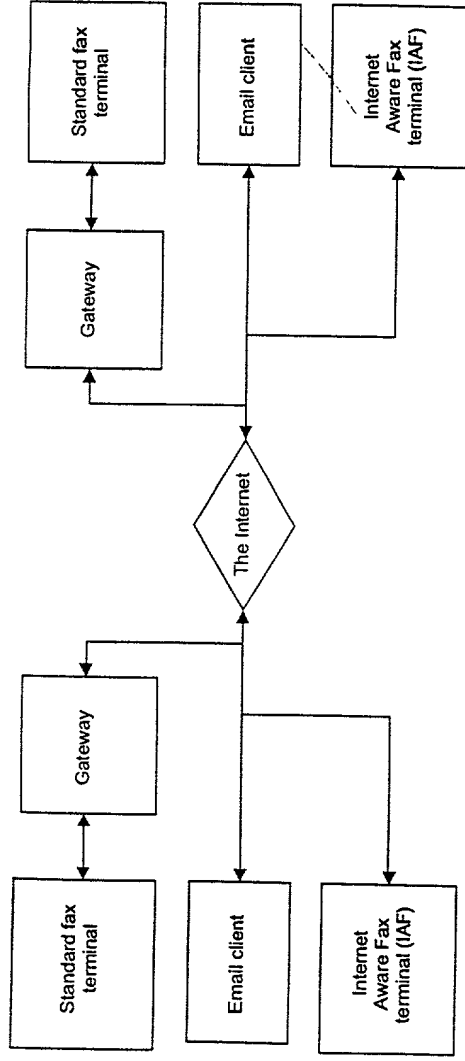 Standard fax
terminal
Gateway
Email client
Internet
Aware Fax
terminal (IAF)
The Internet
Gateway
Standard fax
terminal
Email client
Internet
Aware Fax
terminal (IAF)